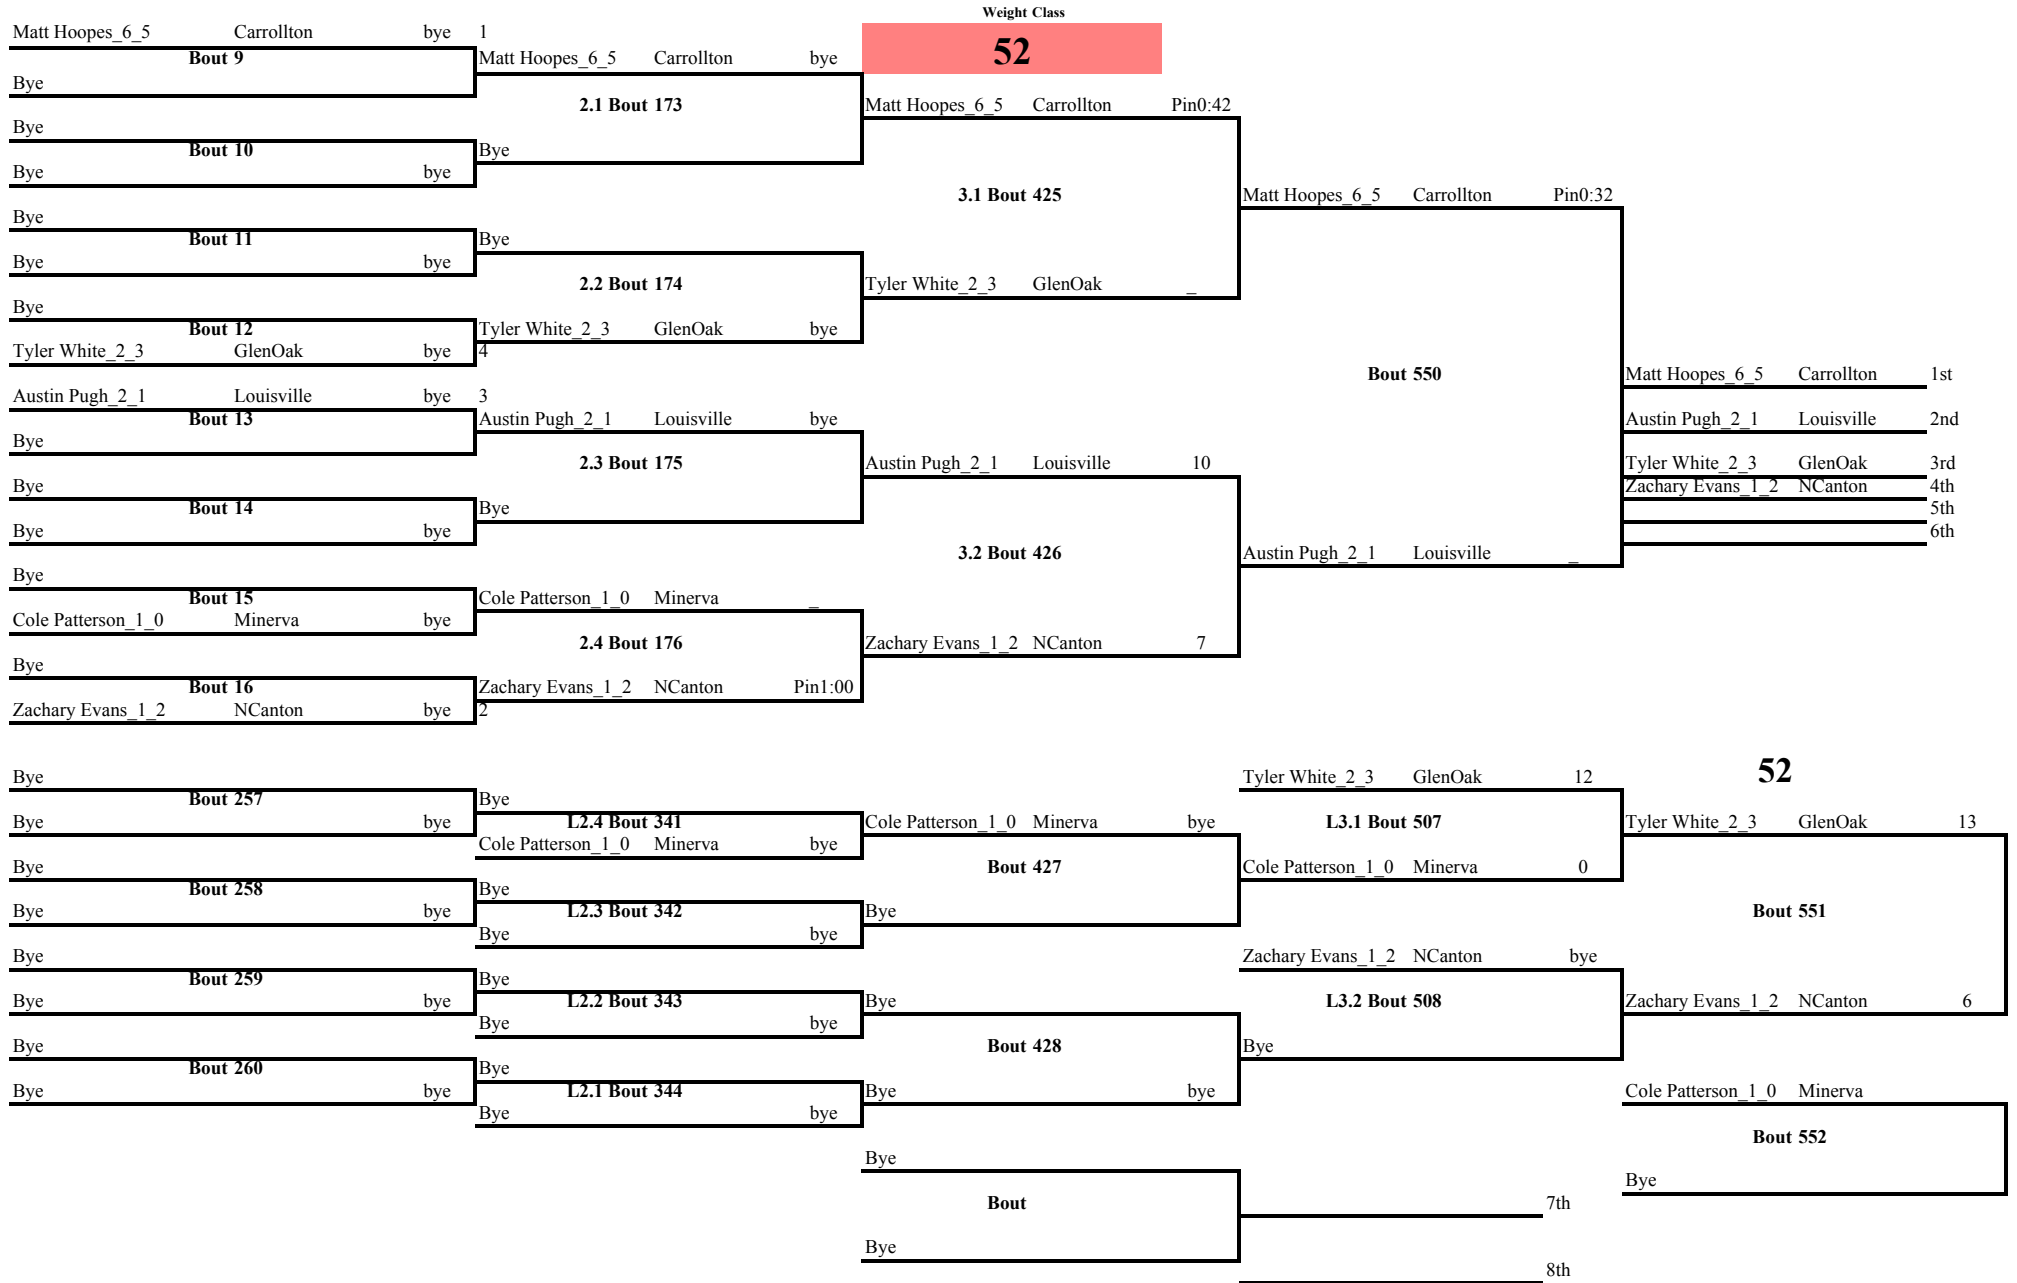 Weight Class
Matt Hoopes_6_5 Carrollton bye 1
52
Bout 9
Matt Hoopes_6_5 Carrollton bye
Bye
2.1 Bout 173
Matt Hoopes_6_5 Carrollton Pin0:42
Bye
Bout 10
Bye
Bye bye
3.1 Bout 425
Matt Hoopes_6_5 Carrollton Pin0:32
Bye
Bout 11
Bye
Bye bye
2.2 Bout 174
Tyler White_2_3 GlenOak _
Bye
Bout 12
Tyler White_2_3 GlenOak bye
Tyler White_2_3 GlenOak bye 4
Bout 550
Matt Hoopes_6_5 Carrollton 1st
Austin Pugh_2_1 Louisville bye 3
Bout 13
Austin Pugh_2_1 Louisville bye
Austin Pugh_2_1 Louisville 2nd
Bye
2.3 Bout 175
Austin Pugh_2_1 Louisville 10
Tyler White_2_3 GlenOak 3rd
Bye
Zachary Evans_1_2 NCanton 4th
Bout 14
Bye
5th
Bye bye
6th
3.2 Bout 426
Austin Pugh_2_1 Louisville _
Bye
Bout 15
Cole Patterson_1_0 Minerva _
Cole Patterson_1_0 Minerva bye
2.4 Bout 176
Zachary Evans_1_2 NCanton 7
Bye
Bout 16
Zachary Evans_1_2 NCanton Pin1:00
Zachary Evans_1_2 NCanton bye 2
52
Bye
Tyler White_2_3 GlenOak 12
Bout 257
Bye
Bye bye
L2.4 Bout 341
Cole Patterson_1_0 Minerva bye
L3.1 Bout 507
Tyler White_2_3 GlenOak 13
Cole Patterson_1_0 Minerva bye
Bye
Bout 427
Cole Patterson_1_0 Minerva 0
Bout 258
Bye
Bye bye
L2.3 Bout 342
Bye
Bout 551
Bye bye
Bye
Zachary Evans_1_2 NCanton bye
Bout 259
Bye
Bye bye
L2.2 Bout 343
Bye
L3.2 Bout 508
Zachary Evans_1_2 NCanton 6
Bye bye
Bye
Bout 428
Bye
Bout 260
Bye
Bye bye
L2.1 Bout 344
Bye bye
Cole Patterson_1_0 Minerva
Bye bye
Bout 552
Bye
Bye
Bout
7th
Bye
8th